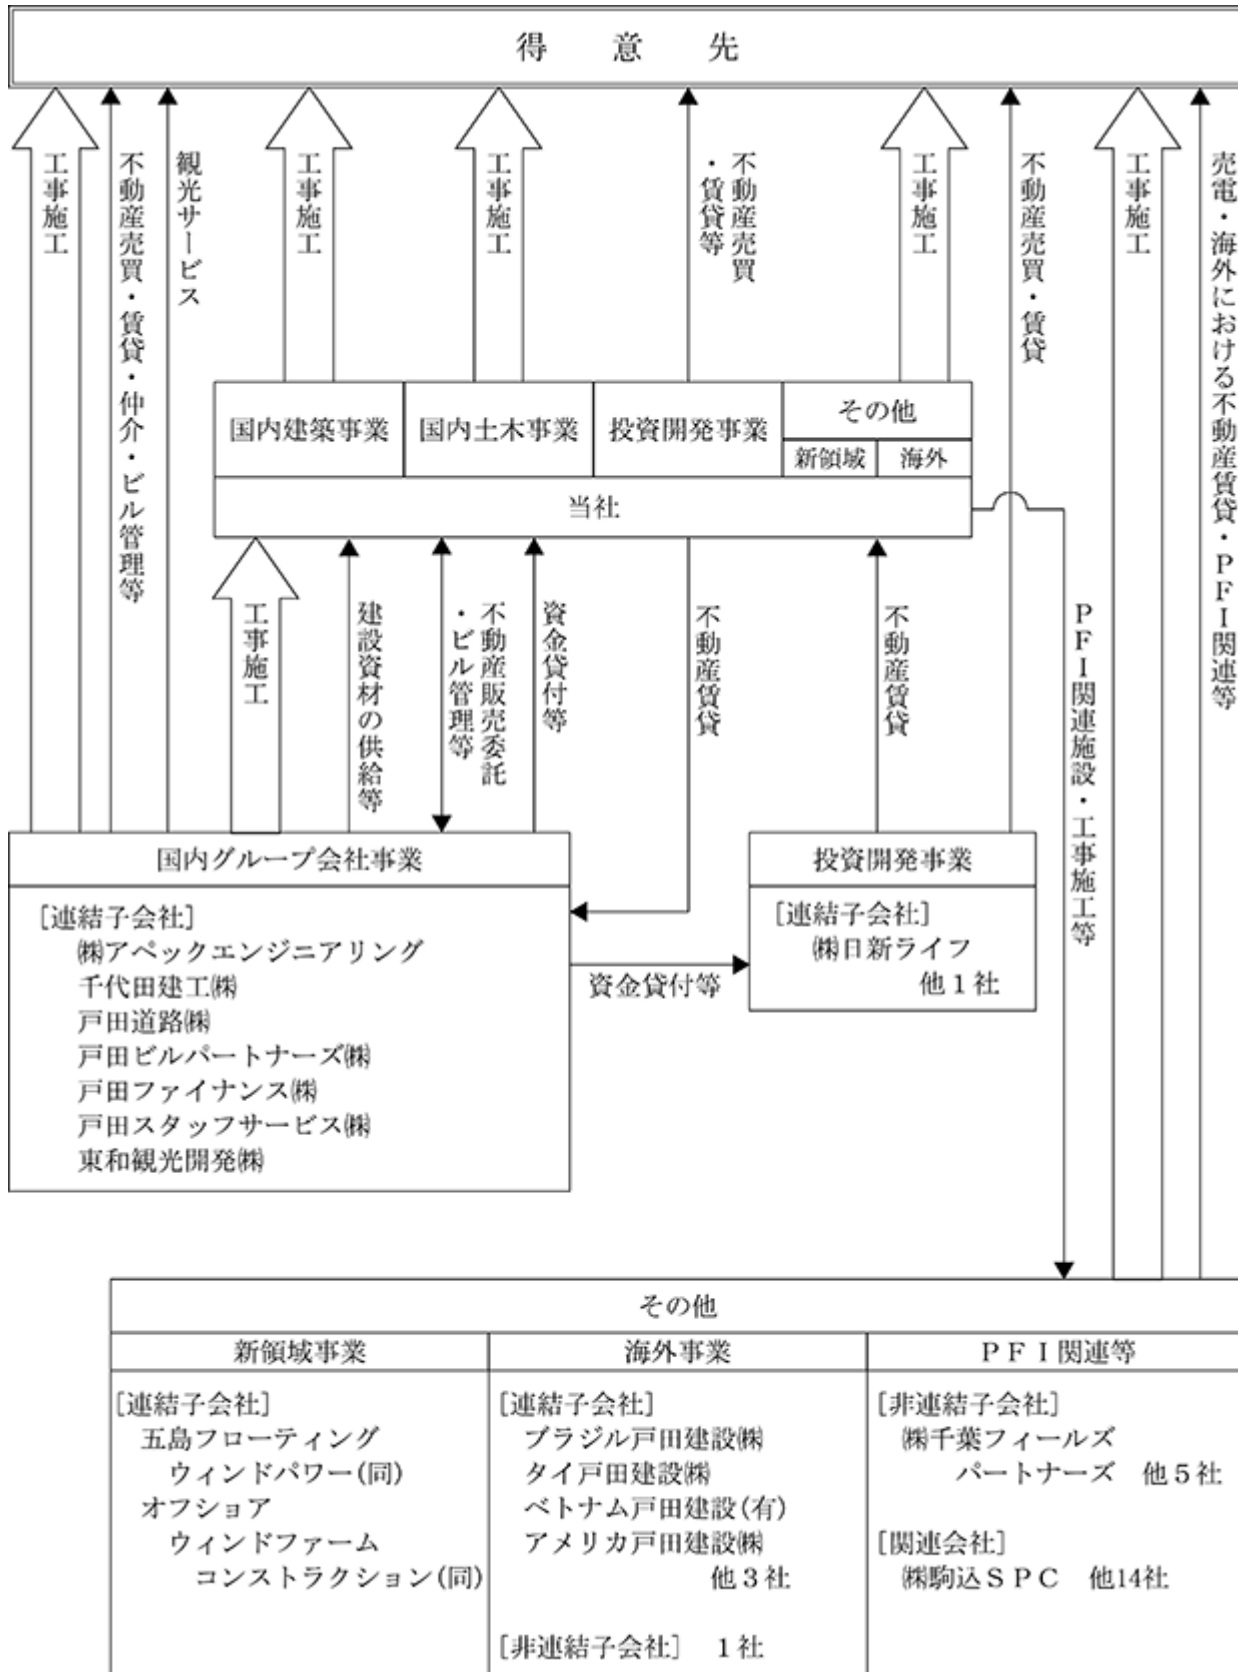 得意先
工事施工
不動産売買・賃貸・仲介・ビル管理等
観光サービス
工事施工
工事施工
不動産売買
・賃貸等
工事施工
不動産売買・賃貸
工事施工
売電・海外における不動産賃貸・ＰＦＩ関連等
国内建築事業
国内土木事業
投資開発事業
その他
新領域
海外
当社
工事施工
建設資材の供給等
不動産販売委託
・ビル管理等
資金貸付等
不動産賃貸
不動産賃貸
ＰＦＩ関連施設・工事施工等
国内グループ会社事業
［連結子会社］
㈱アペックエンジニアリング
千代田建工㈱
戸田道路㈱
戸田ビルパートナーズ㈱
戸田ファイナンス㈱
戸田スタッフサービス㈱
東和観光開発㈱
資金貸付等
投資開発事業
［連結子会社］
㈱日新ライフ
他１社
その他
新領域事業
［連結子会社］
五島フローティング
ウィンドパワー(同)
オフショア
ウィンドファーム
コンストラクション(同)
海外事業
［連結子会社］
ブラジル戸田建設㈱
タイ戸田建設㈱
ベトナム戸田建設(有)
アメリカ戸田建設㈱
他３社
［非連結子会社］　１社
ＰＦＩ関連等
［非連結子会社］
㈱千葉フィールズ
パートナーズ　他５社
［関連会社］
㈱駒込ＳＰＣ　他14社